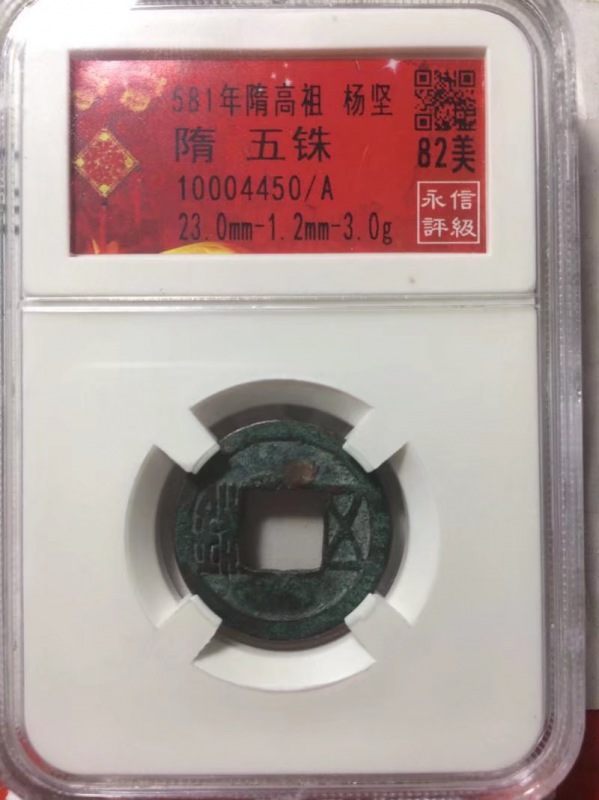 581年隋高祖 杨坚
隋 五铢
82美
10004450/A
23.0mm-1.2mm-3.0g
永信
評級
五
銖